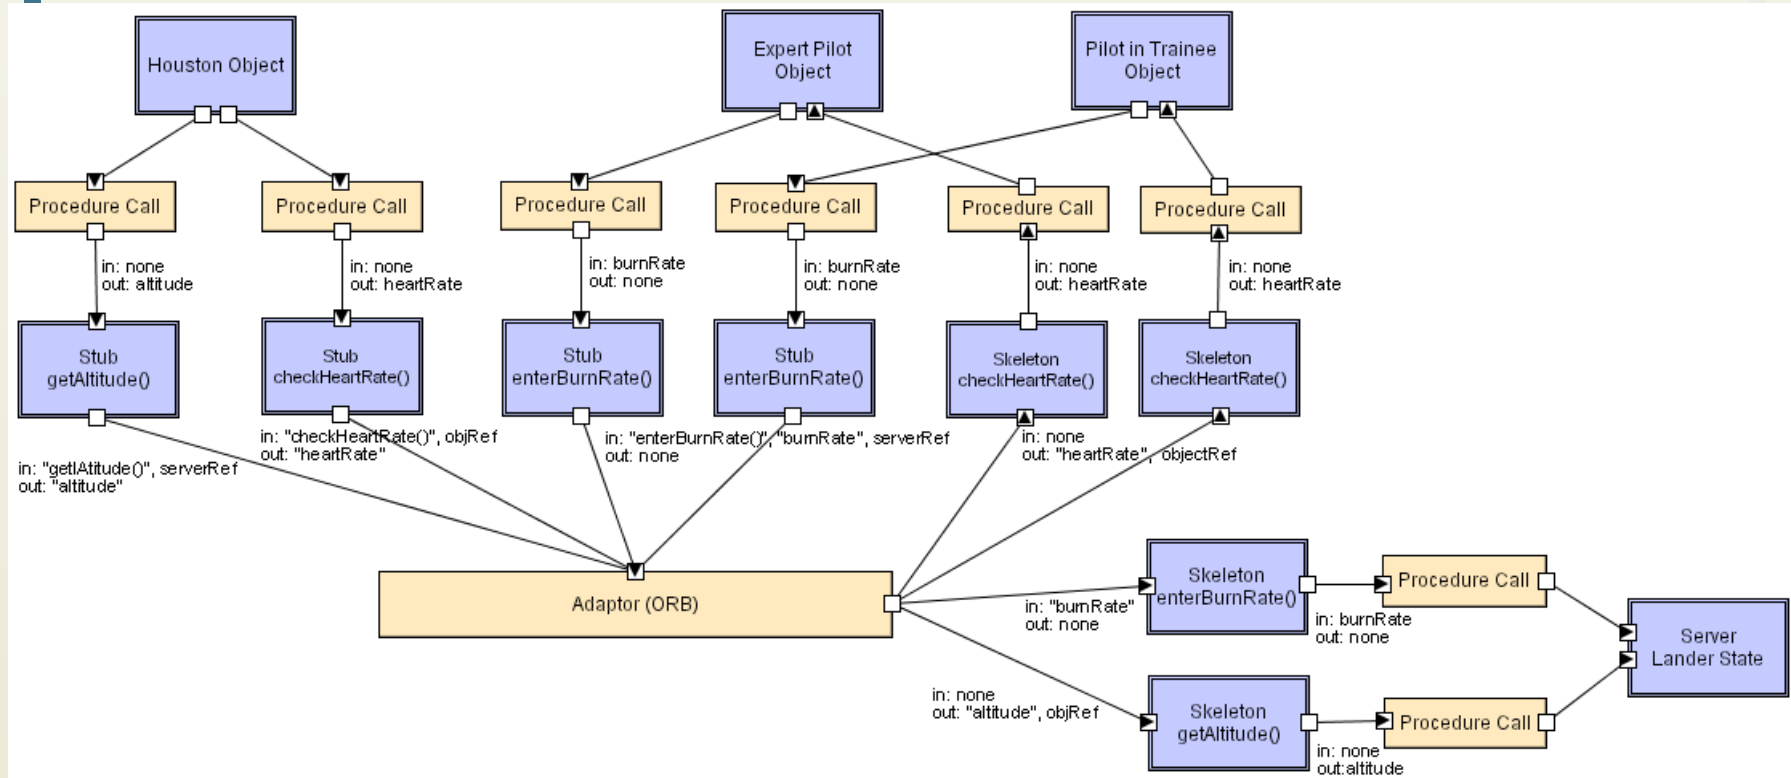 Houston Object
Expert Pilot
Object
Pilot in Trainee
Object
Procedure Call
Procedure Call
Procedure Call
Procedure Call
Procedure Call
Procedure Call
in: none
out: altitude
in: none
out: heartRate
in: burnRate
out: none
in: burnRate
out: none
in: none
out: heartRate
in: none
out: heartRate
Stub
getAltitude()
Stub
checkHeartRate()
Stub
enterBurnRate()
Stub
enterBurnRate()
Skeleton
checkHeartRate()
Skeleton
checkHeartRate()
in: "getlAtitude()", serverRef
out: "altitude"
in: "checkHeartRate()", objRef
out: "heartRate"
in: "enterBurnRate()", "burnRate", serverRef
out: none
in: none
out: "heartRate", objectRef
Adaptor (ORB)
in: "burnRate"
out: none
Skeleton
enterBurnRate()
in: burnRate
out: none
Procedure Call
Server
Lander State
in: none
out: "altitude", objRef
Skeleton
getAltitude()
in: none
out:altitude
Procedure Call